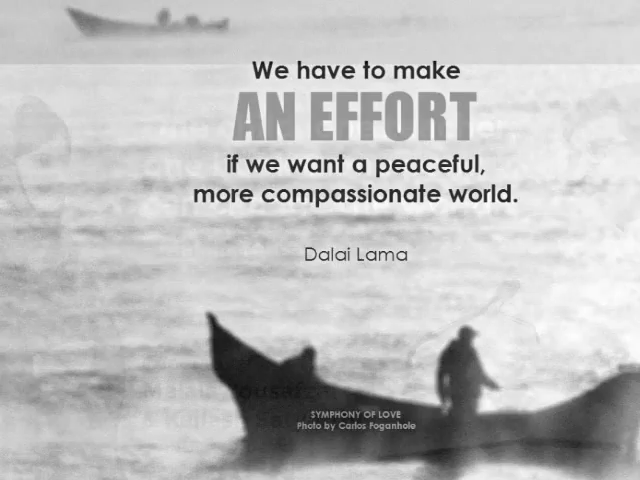 We have to make
AN EFFORT
if we want a peaceful,
more compassionate world.
Dalai Lama
SYMPHONY OF LOVE
Photo by Carlos Foganhole